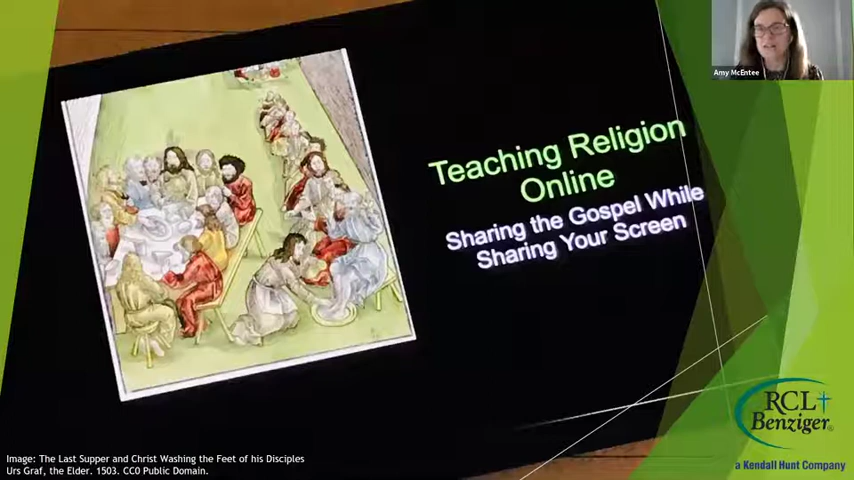 Amy McEntee
Teaching Religion
Online
Sharing the Gospel While
Sharing Your Screen
RCL
Benziger®
a Kendall Hunt Company
Image: The Last Supper and Christ Washing the Feet of his Disciples
Urs Graf, the Elder. 1503. CC0 Public Domain.